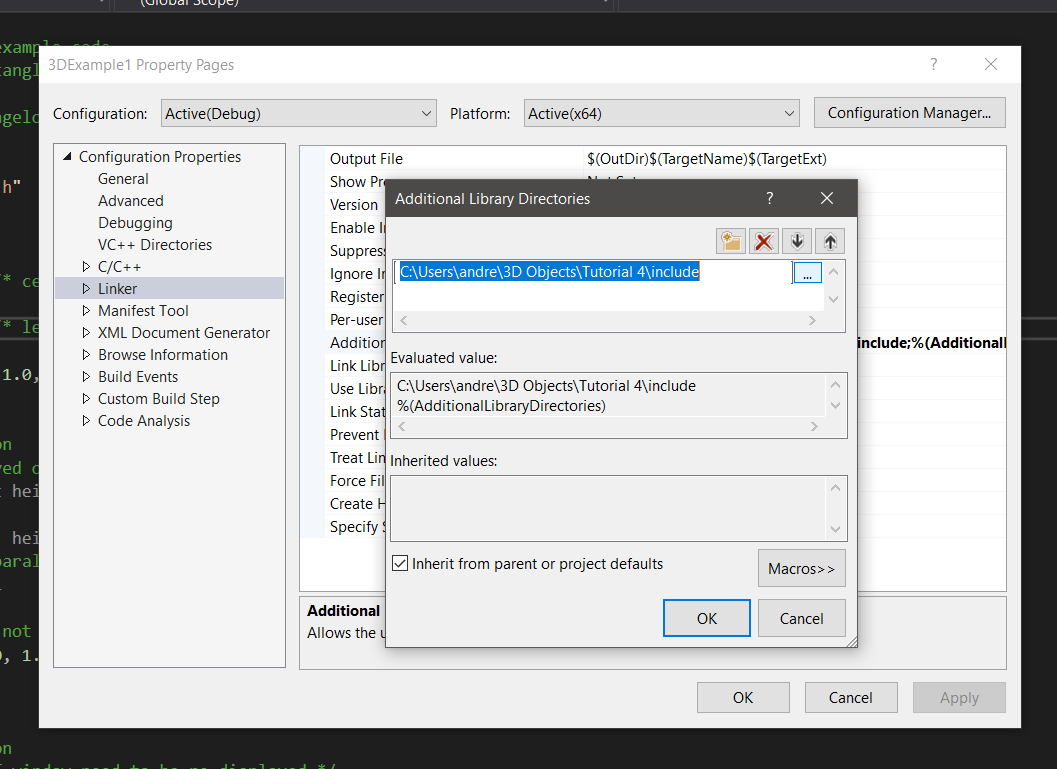 (Global Scope)
example code
tangl
ngelo
h"
/* ce
/* le
1.0,
on
yed c
t hei
hei
paral
not
0, 1.
on
window need to be re displayed */
3DExample1 Property Pages
?
Configuration: Active(Debug) Platform: Active(x64) Configuration Manager...
Configuration Properties
General
Advanced
Debugging
VC++ Directories
C/C++
Linker
Manifest Tool
XML Document Generator
Browse Information
Build Events
Custom Build Step
Code Analysis
Output File $(OutDir)$(TargetName)$(TargetExt)
Show Pr
Version
Enable I
Suppres
Ignore I
Register
Per-user
Addition include;%(AdditionalI
Link Libr
Use Libra
Link Stat
Prevent
Treat Lin
Force Fil
Create H
Specify S
Additional
Allows the u
OK Cancel Apply
Additional Library Directories ?
C:\Users\andre\3D Objects\Tutorial 4\include ...
Evaluated value:
C:\Users\andre\3D Objects\Tutorial 4\include
%(AdditionalLibraryDirectories)
Inherited values:
Inherit from parent or project defaults
Macros>>
OK Cancel